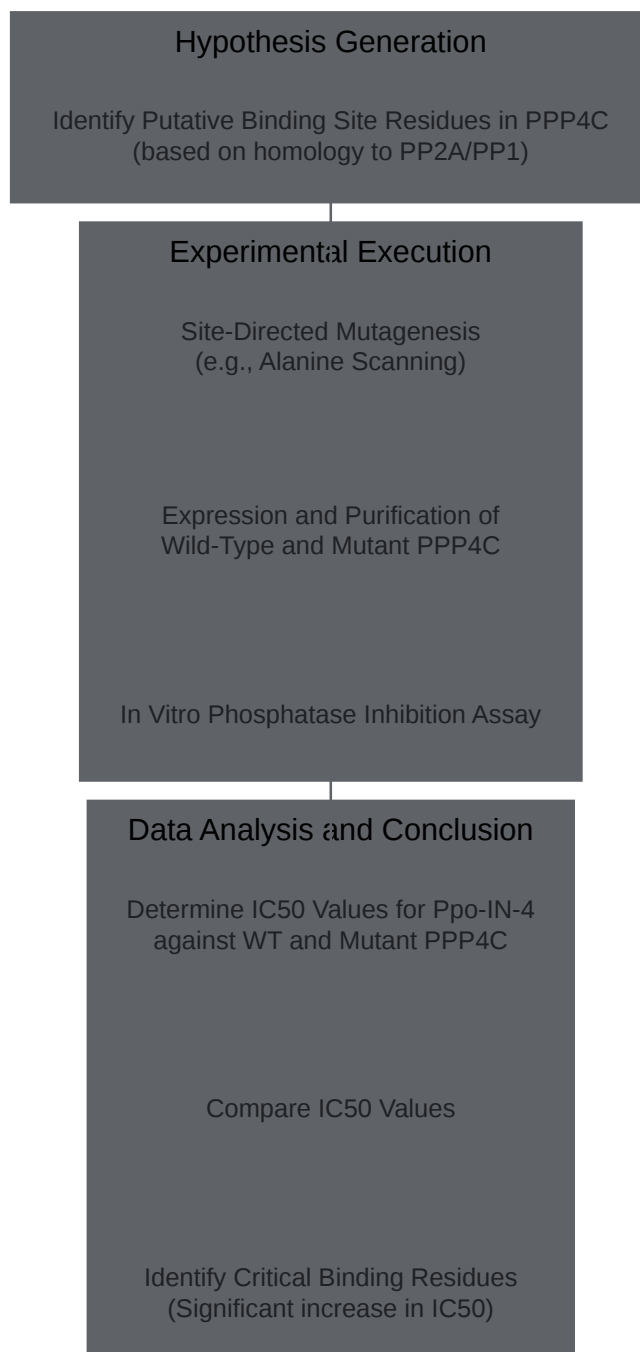 Hypothesis Generation
Identify Putative Binding Site Residues in PPP4C
(based on homology to PP2A/PP1)
Experimental Execution
Site-Directed Mutagenesis
(e.g., Alanine Scanning)
Expression and Purification of
Wild-Type and Mutant PPP4C
In Vitro Phosphatase Inhibition Assay
Data Analysis and Conclusion
Determine IC50 Values for Ppo-IN-4
against WT and Mutant PPP4C
Compare IC50 Values
Identify Critical Binding Residues
(Significant increase in IC50)